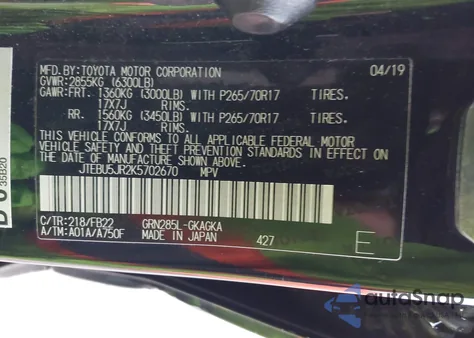 MFD.BY:TOYOTA MOTOR CORPORATION 04/19
GVWR:2855KG (6300LB)
GAWR:FRT. 1360KG (3000LB) WITH P265/70R17 TIRES.
17X7J RIMS.
RR. 1560KG (3450LB) WITH P265/70R17 TIRES.
17X7J RIMS.
THIS VEHICLE CONFORMS TO ALL APPLICABLE FEDERAL MOTOR
VEHICLE SAFETY AND THEFT PREVENTION STANDARDS IN EFFECT
ON THE DATE OF MANUFACTURE SHOWN ABOVE.
JTEBU5JR2K5702670 MPV
C/TR:218/FB22 GRN285L-GKAGKA
A/TM:A01A/A750F MADE IN JAPAN 427 E
35B20
autoSnap